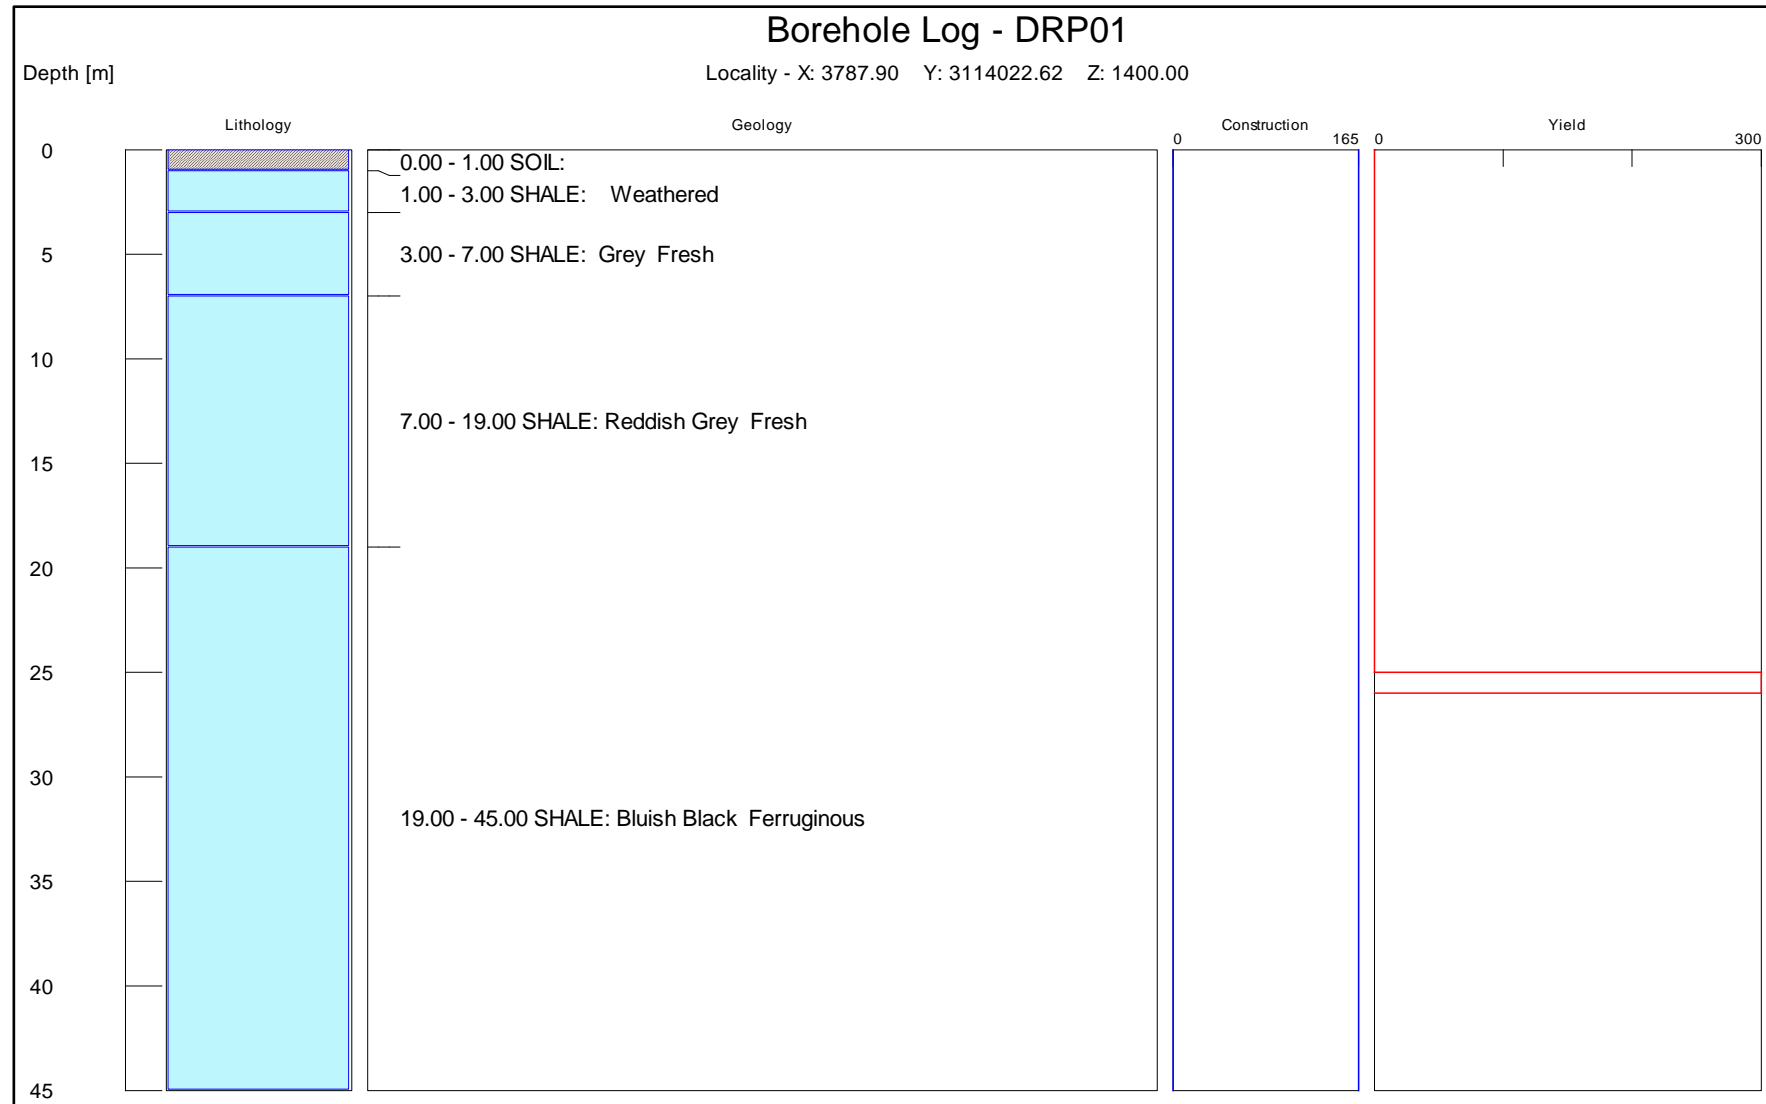 Borehole Log - DRP01
Depth [m]
Locality - X: 3787.90 Y: 3114022.62 Z: 1400.00
Lithology
Geology
Construction
Yield
0 165
0 300
0
0.00 - 1.00 SOIL:
1.00 - 3.00 SHALE: Weathered
5
3.00 - 7.00 SHALE: Grey Fresh
10
7.00 - 19.00 SHALE: Reddish Grey Fresh
15
20
25
30
19.00 - 45.00 SHALE: Bluish Black Ferruginous
35
40
45